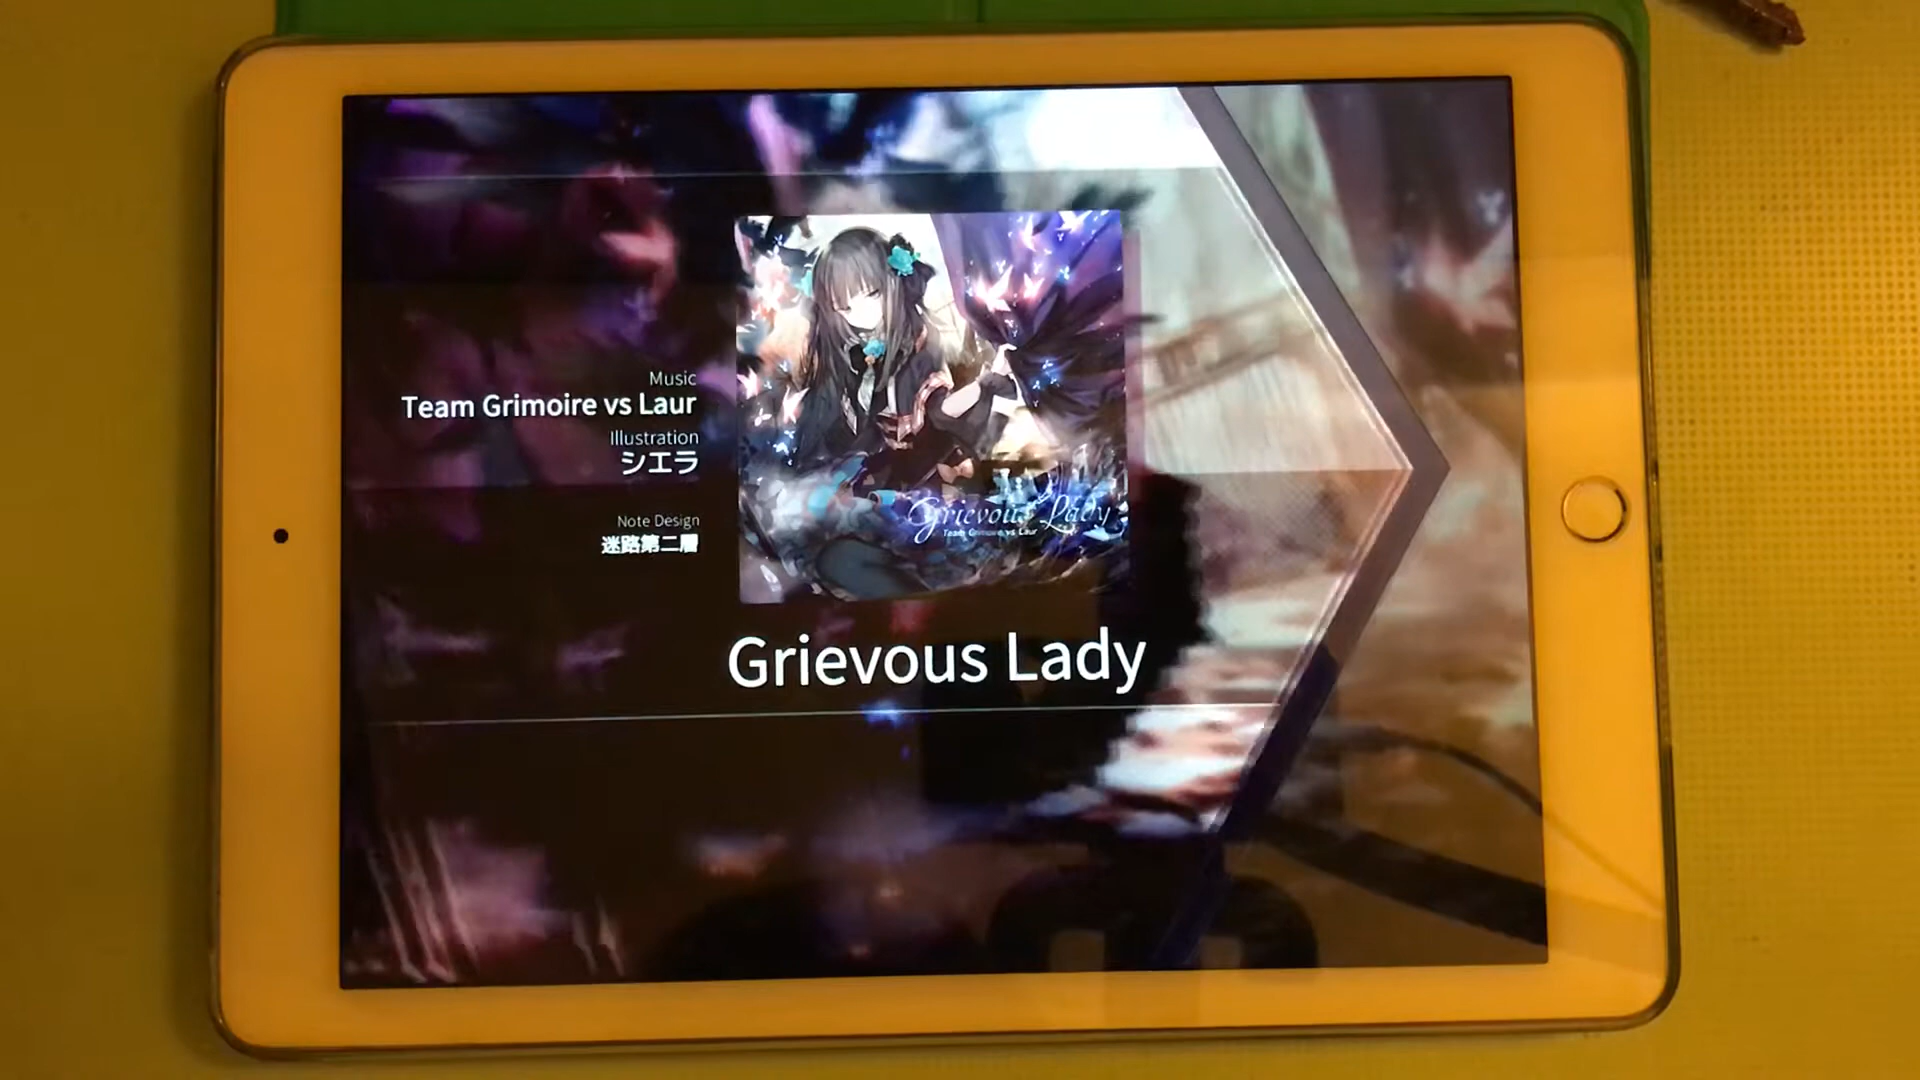 Music
Team Grimoire vs Laur
Illustration
シエラ
Note Design
迷路第二層
Grievous Lady
Team Grimoire vs Laur
Grievous Lady